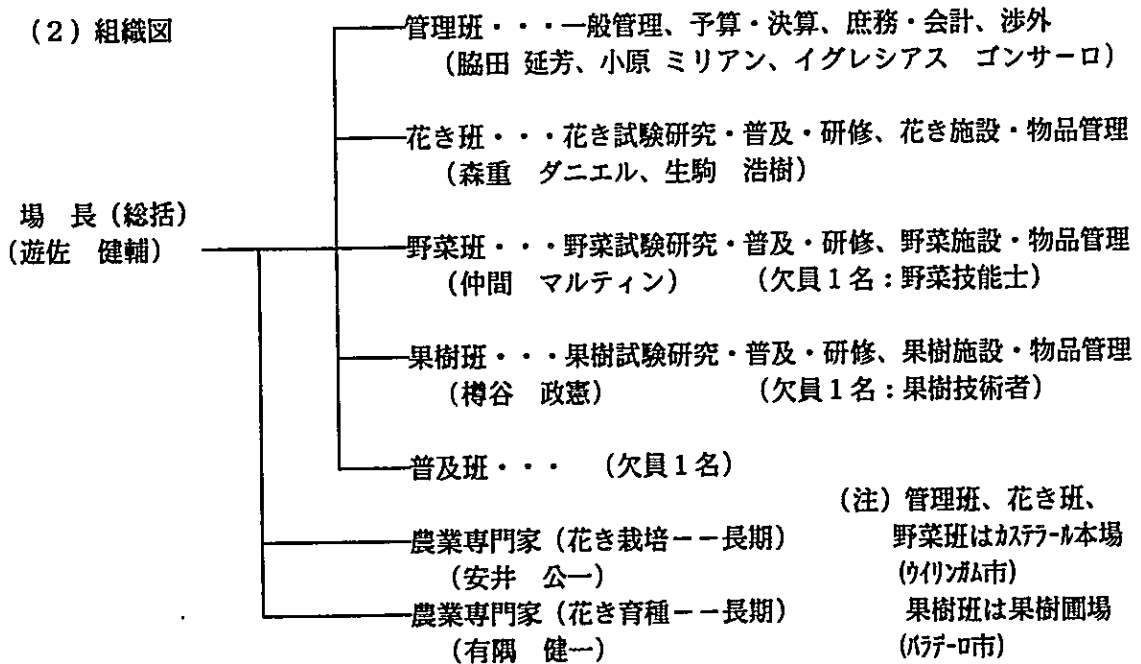 (2)組織図
管理班・・・一般管理、予算・決算、庶務・会計、渉外
(脇田 延芳、小原 ミリアン、イグレシアス ゴンサーロ)
花き班・・・花き試験研究・普及・研修、花き施設・物品管理
(森重 ダニエル、生駒 浩樹)
場 長(総括)
(遊佐 健輔)
野菜班・・・野菜試験研究・普及・研修、野菜施設・物品管理
(仲間 マルティン) (欠員1名:野菜技能士)
果樹班・・・果樹試験研究・普及・研修、果樹施設・物品管理
(樽谷 政憲) (欠員1名:果樹技術者)
普及班・・・ (欠員1名)
農業専門家(花き栽培ーー長期)
(安井 公一)
農業専門家(花き育種ーー長期)
(有隅 健一)
(注)管理班、花き班、
野菜班はカステラール本場
(ウイリンガム市)
果樹班は果樹圃場
(パラデーロ市)